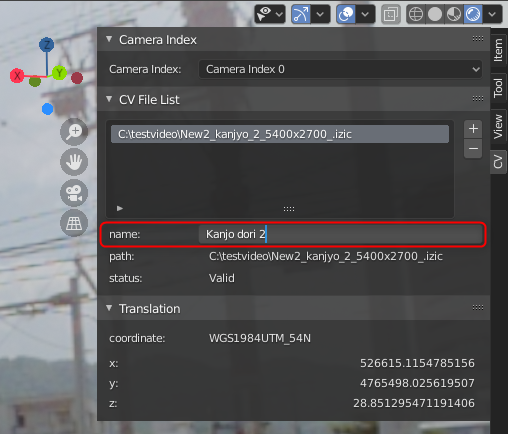 Camera Index
Camera Index: Camera Index 0
CV File List
C:\testvideo\New2_kanjyo_2_5400x2700_.izic
name: Kanjo dori 2
path: C:\testvideo\New2_kanjyo_2_5400x2700_.izic
status: Valid
Translation
coordinate: WGS1984UTM_54N
x: 526615.1154785156
y: 4765498.025619507
z: 28.851295471191406
Item
Tool
View
CV
Z
X
Y